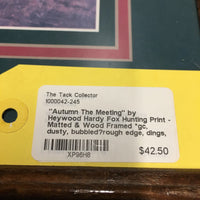 The Tack Collector
1000042-245
"Autumn The Meeting" by
Heywood Hardy Fox Hunting Print -
Matted & Wood Framed *gc,
dusty, bubbled?rough edge, dings,
XP96H8
$42.50